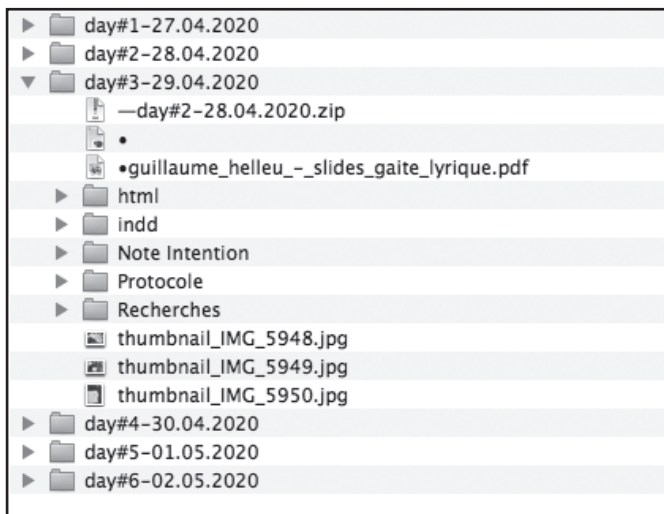 day#1-27.04.2020
day#2-28.04.2020
day#3-29.04.2020
—day#2-28.04.2020.zip
•
•guillaume_helleu_-_slides_gaite_lyrique.pdf
html
indd
Note Intention
Protocole
Recherches
thumbnail_IMG_5948.jpg
thumbnail_IMG_5949.jpg
thumbnail_IMG_5950.jpg
day#4-30.04.2020
day#5-01.05.2020
day#6-02.05.2020